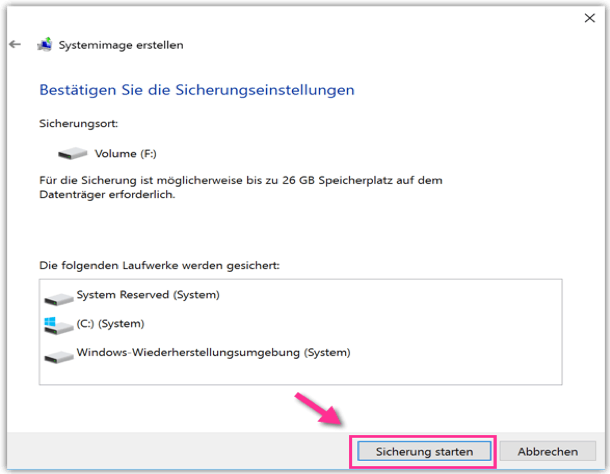 Systemimage erstellen
Bestätigen Sie die Sicherungseinstellungen
Sicherungsort:
Volume (F:)
Für die Sicherung ist möglicherweise bis zu 26 GB Speicherplatz auf dem
Datenträger erforderlich.
Die folgenden Laufwerke werden gesichert:
System Reserved (System)
(C:) (System)
Windows-Wiederherstellungsumgebung (System)
Sicherung starten
Abbrechen